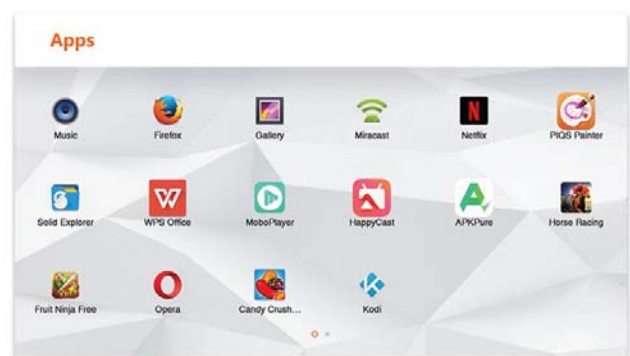 Apps
Music Firefox Gallery Miracast Netflix PIQS Painter
Solid Explorer WPS Office MoboPlayer HappyCast APKPure Horse Racing
Fruit Ninja Free Opera Candy Crush... Kodi